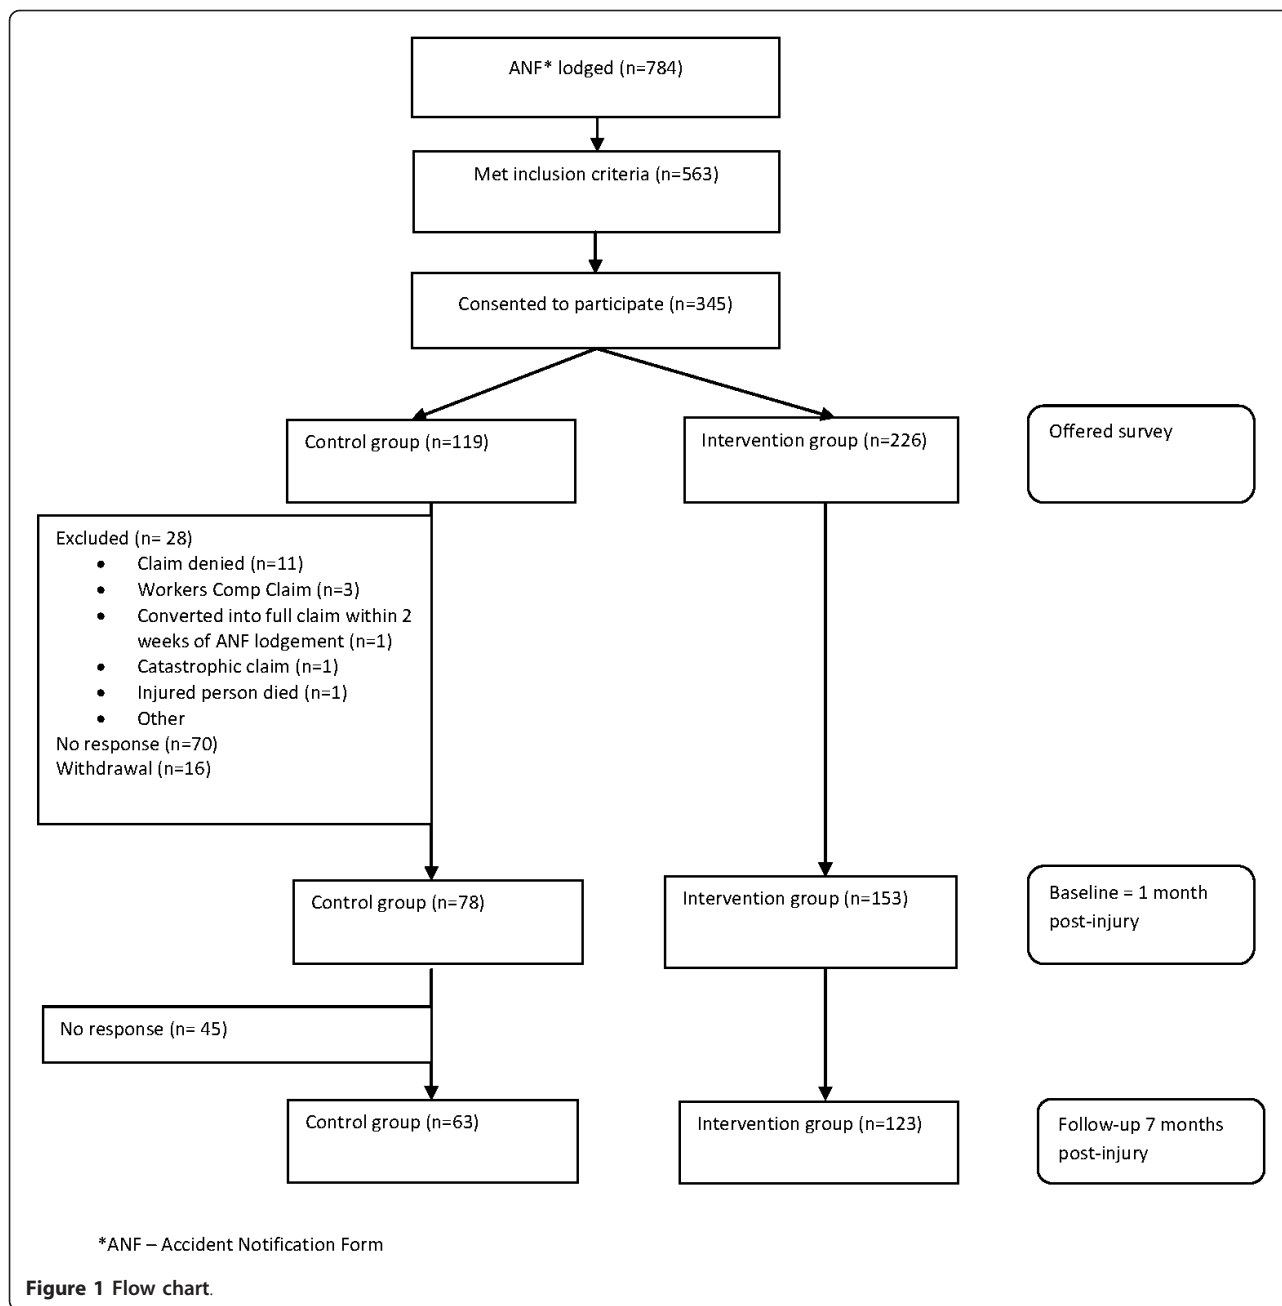 ANF* lodged (n=784)
Met inclusion criteria (n=563)
Consented to participate (n=345)
Control group (n=119)
Intervention group (n=226)
Offered survey
Excluded (n= 28)
• Claim denied (n=11)
• Workers Comp Claim (n=3)
• Converted into full claim within 2
weeks of ANF lodgement (n=1)
• Catastrophic claim (n=1)
• Injured person died (n=1)
• Other
No response (n=70)
Withdrawal (n=16)
Control group (n=78)
Intervention group (n=153)
Baseline = 1 month
post-injury
No response (n= 45)
Control group (n=63)
Intervention group (n=123)
Follow-up 7 months
post-injury
*ANF – Accident Notification Form
Figure 1 Flow chart.